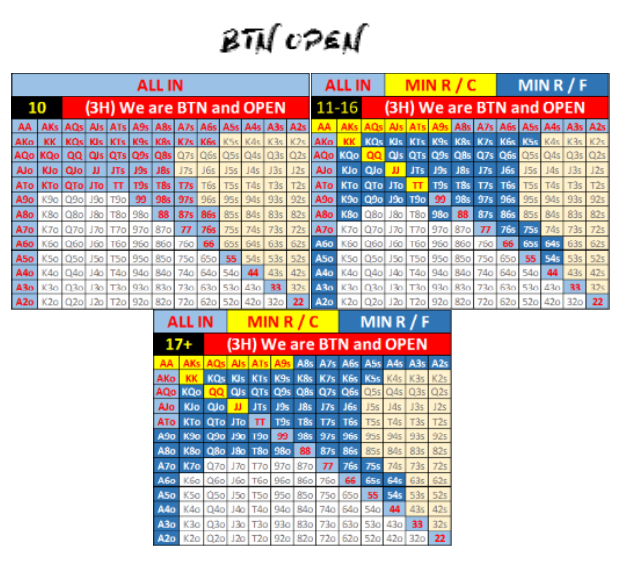 BTN OPEN
ALL IN
10 (3H) We are BTN and OPEN
AA AKs AQs AJs ATs A9s A8s A7s A6s A5s A4s A3s A2s
AKo KK KQs KJs KTs K9s K8s K7s K6s K5s K4s K3s K2s
AQo KQo QQ QJs QTs Q9s Q8s Q7s Q6s Q5s Q4s Q3s Q2s
AJo KJo QJo JJ JTs J9s J8s J7s J6s J5s J4s J3s J2s
ATo KTo QTo JTo TT T9s T8s T7s T6s T5s T4s T3s T2s
A9o K9o Q9o J9o T9o 99 98s 97s 96s 95s 94s 93s 92s
A8o K8o Q8o J8o T8o 98o 88 87s 86s 85s 84s 83s 82s
A7o K7o Q7o J7o T7o 97o 87o 77 76s 75s 74s 73s 72s
A6o K6o Q6o J6o T6o 96o 86o 76o 66 65s 64s 63s 62s
A5o K5o Q5o J5o T5o 95o 85o 75o 65o 55 54s 53s 52s
A4o K4o Q4o J4o T4o 94o 84o 74o 64o 54o 44 43s 42s
A3o K3o Q3o J3o T3o 93o 83o 73o 63o 53o 43o 33 32s
A2o K2o Q2o J2o T2o 92o 82o 72o 62o 52o 42o 32o 22
ALL IN MIN R / C MIN R / F
11-16 (3H) We are BTN and OPEN
AA AKs AQs AJs ATs A9s A8s A7s A6s A5s A4s A3s A2s
AKo KK KQs KJs KTs K9s K8s K7s K6s K5s K4s K3s K2s
AQo KQo QQ QJs QTs Q9s Q8s Q7s Q6s Q5s Q4s Q3s Q2s
AJo KJo QJo JJ JTs J9s J8s J7s J6s J5s J4s J3s J2s
ATo KTo QTo JTo TT T9s T8s T7s T6s T5s T4s T3s T2s
A9o K9o Q9o J9o T9o 99 98s 97s 96s 95s 94s 93s 92s
A8o K8o Q8o J8o T8o 98o 88 87s 86s 85s 84s 83s 82s
A7o K7o Q7o J7o T7o 97o 87o 77 76s 75s 74s 73s 72s
A6o K6o Q6o J6o T6o 96o 86o 76o 66 65s 64s 63s 62s
A5o K5o Q5o J5o T5o 95o 85o 75o 65o 55 54s 53s 52s
A4o K4o Q4o J4o T4o 94o 84o 74o 64o 54o 44 43s 42s
A3o K3o Q3o J3o T3o 93o 83o 73o 63o 53o 43o 33 32s
A2o K2o Q2o J2o T2o 92o 82o 72o 62o 52o 42o 32o 22
ALL IN MIN R / C MIN R / F
17+ (3H) We are BTN and OPEN
AA AKs AQs AJs ATs A9s A8s A7s A6s A5s A4s A3s A2s
AKo KK KQs KJs KTs K9s K8s K7s K6s K5s K4s K3s K2s
AQo KQo QQ QJs QTs Q9s Q8s Q7s Q6s Q5s Q4s Q3s Q2s
AJo KJo QJo JJ JTs J9s J8s J7s J6s J5s J4s J3s J2s
ATo KTo QTo JTo TT T9s T8s T7s T6s T5s T4s T3s T2s
A9o K9o Q9o J9o T9o 99 98s 97s 96s 95s 94s 93s 92s
A8o K8o Q8o J8o T8o 98o 88 87s 86s 85s 84s 83s 82s
A7o K7o Q7o J7o T7o 97o 87o 77 76s 75s 74s 73s 72s
A6o K6o Q6o J6o T6o 96o 86o 76o 66 65s 64s 63s 62s
A5o K5o Q5o J5o T5o 95o 85o 75o 65o 55 54s 53s 52s
A4o K4o Q4o J4o T4o 94o 84o 74o 64o 54o 44 43s 42s
A3o K3o Q3o J3o T3o 93o 83o 73o 63o 53o 43o 33 32s
A2o K2o Q2o J2o T2o 92o 82o 72o 62o 52o 42o 32o 22